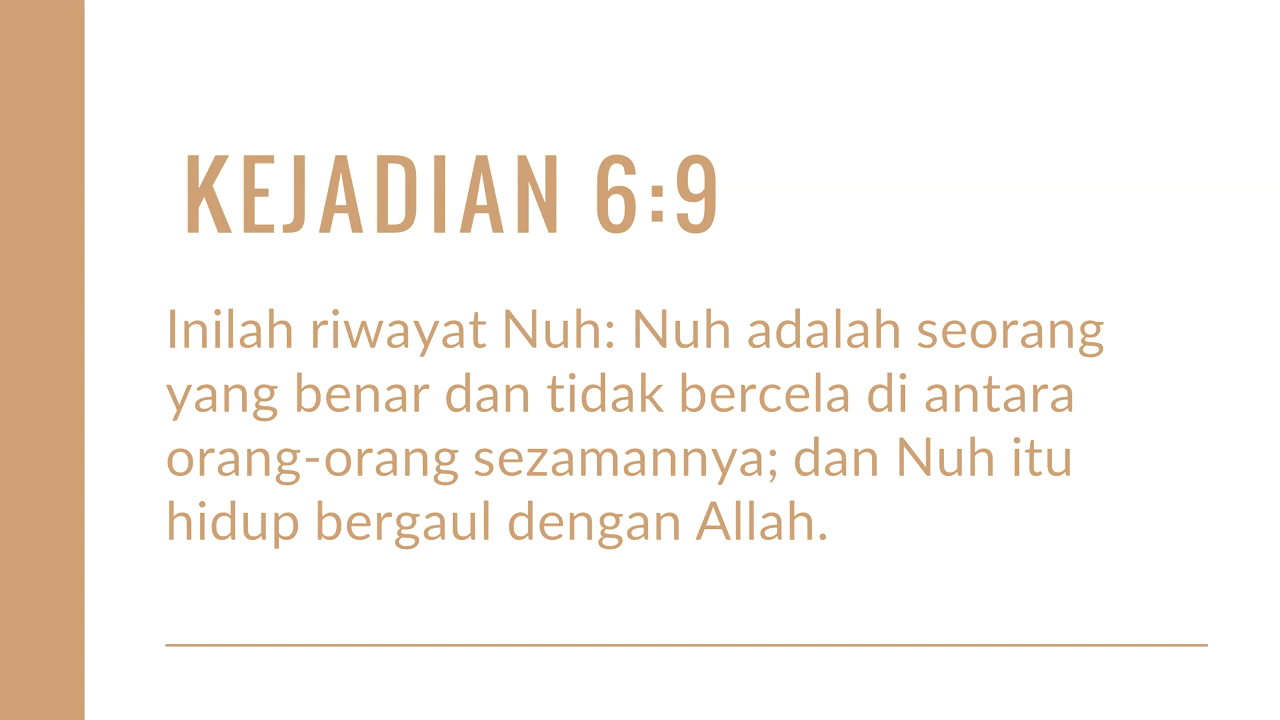 KEJADIAN 6:9
Inilah riwayat Nuh: Nuh adalah seorang
yang benar dan tidak bercela di antara
orang-orang sezamannya; dan Nuh itu
hidup bergaul dengan Allah.